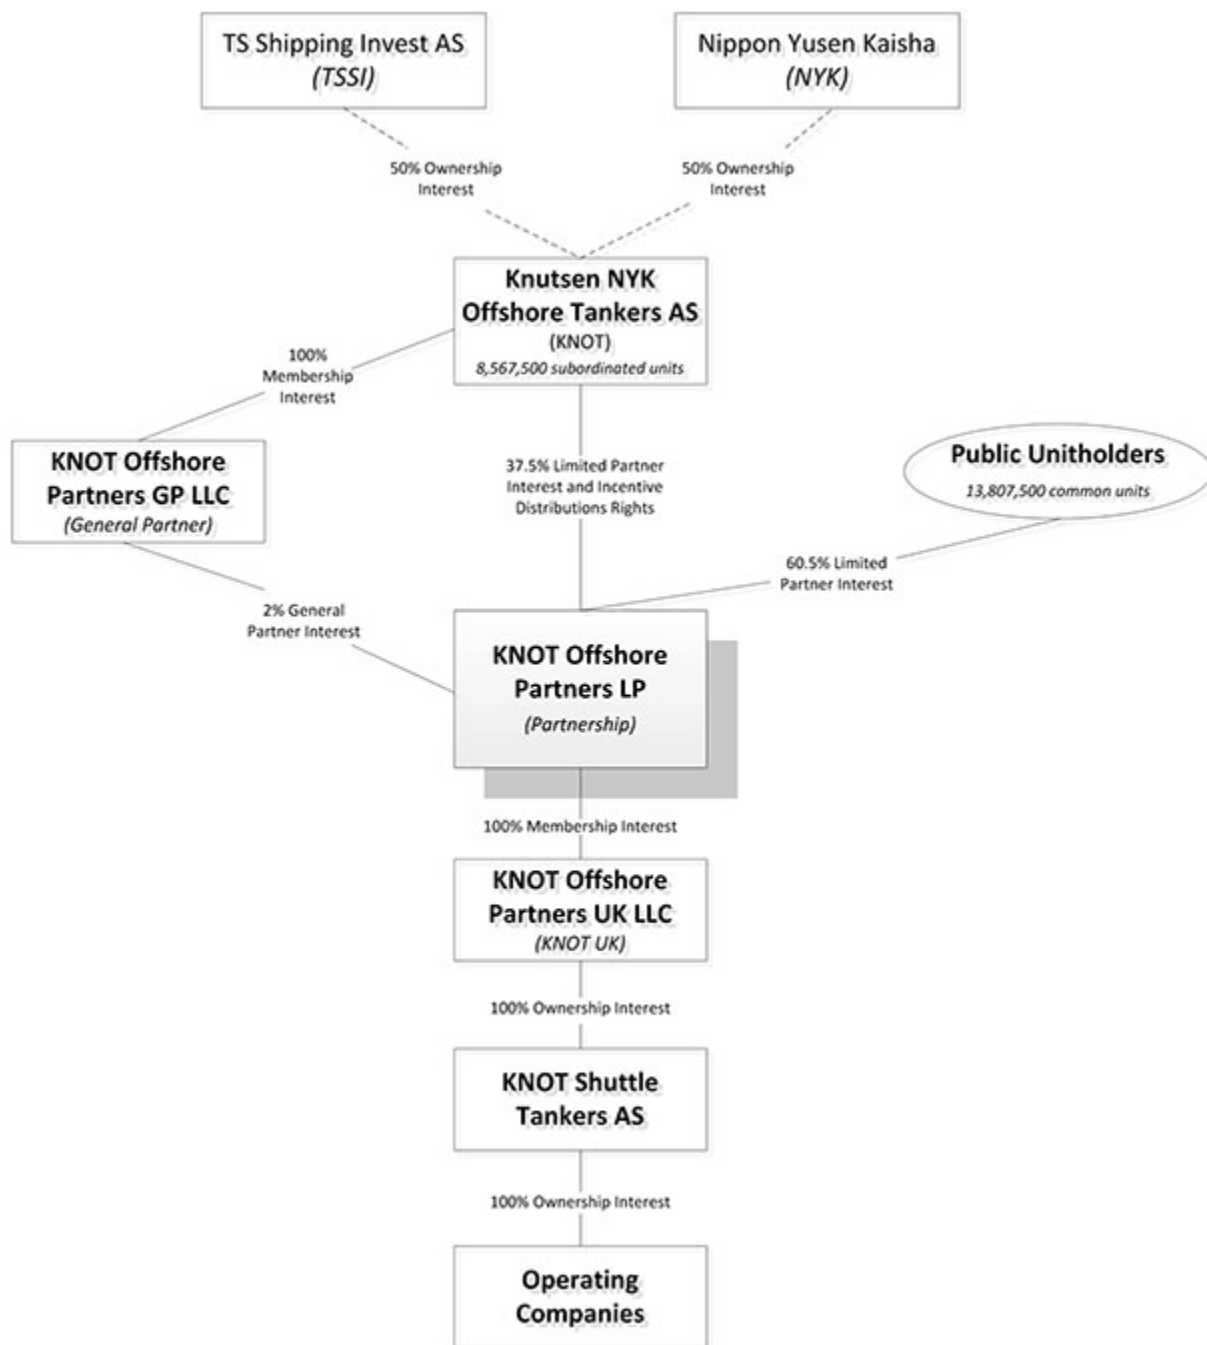 TS Shipping Invest AS
(TSSI)
Nippon Yusen Kaisha
(NYK)
50% Ownership
Interest
50% Ownership
Interest
Knutsen NYK
Offshore Tankers AS
(KNOT)
8,567,500 subordinated units
100%
Membership
Interest
KNOT Offshore
Partners GP LLC
(General Partner)
37.5% Limited Partner
Interest and Incentive
Distributions Rights
Public Unitholders
13,807,500 common units
60.5% Limited
Partner Interest
2% General
Partner Interest
KNOT Offshore
Partners LP
(Partnership)
100% Membership Interest
KNOT Offshore
Partners UK LLC
(KNOT UK)
100% Ownership Interest
KNOT Shuttle
Tankers AS
100% Ownership Interest
Operating
Companies